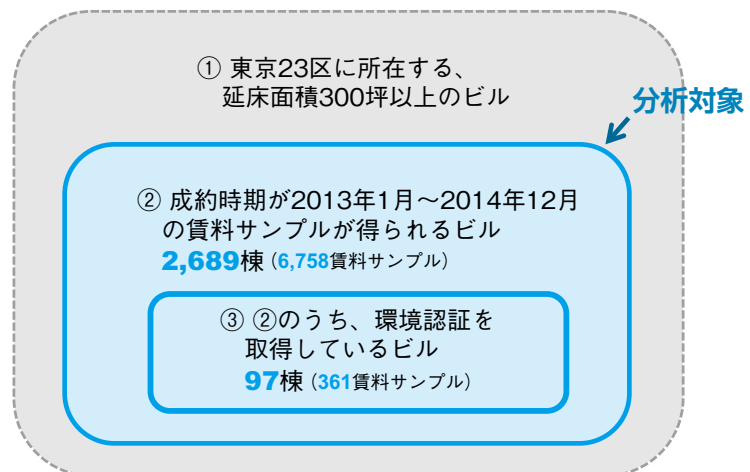 ① 東京23区に所在する、
延床面積300坪以上のビル
分析対象
② 成約時期が2013年1月～2014年12月
の賃料サンプルが得られるビル
2,689棟（6,758賃料サンプル）
③ ②のうち、環境認証を
取得しているビル
97棟（361賃料サンプル）